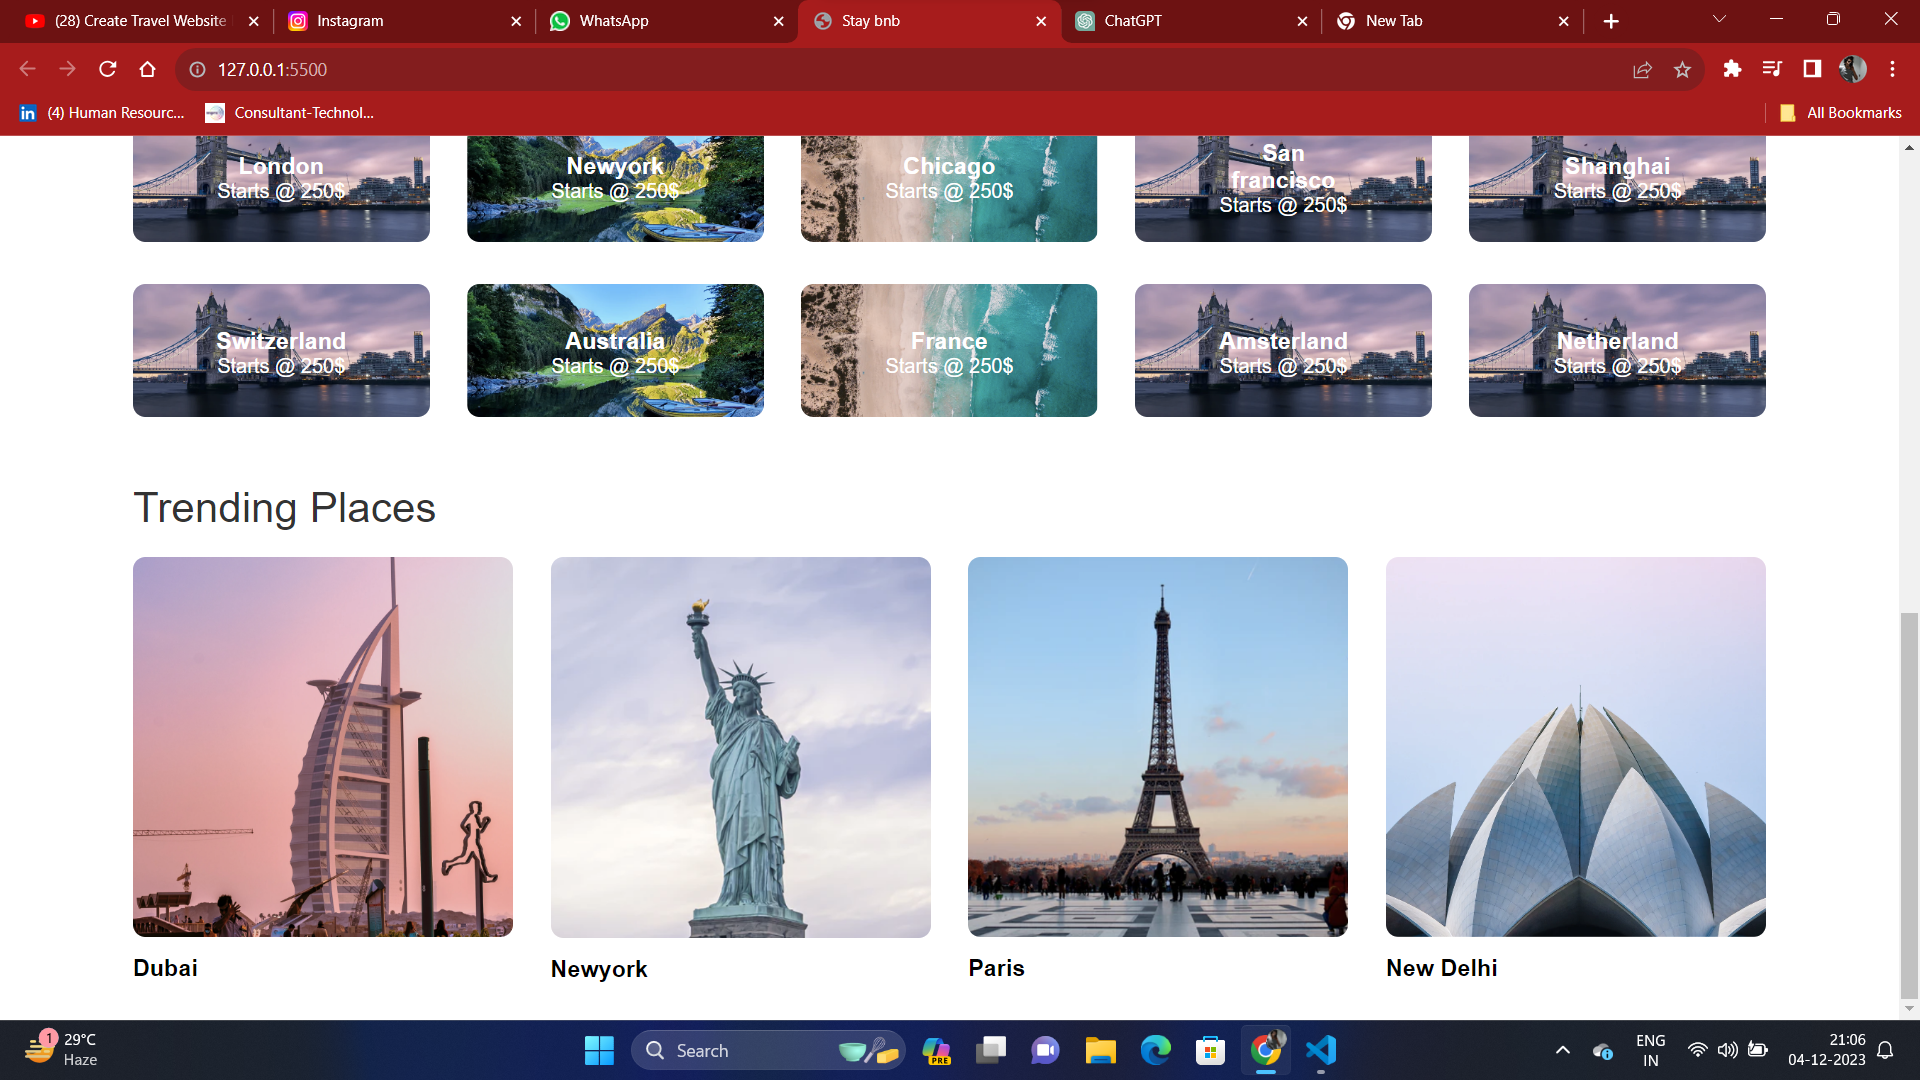 (28) Create Travel Website
Instagram
WhatsApp
Stay bnb
ChatGPT
New Tab
127.0.0.1:5500
in
(4) Human Resourc...
Consultant-Technol...
All Bookmarks
London
Starts @ 250$
Newyork
Starts @ 250$
Chicago
Starts @ 250$
San
francisco
Starts @ 250$
Shanghai
Starts @ 250$
Switzerland
Starts @ 250$
Australia
Starts @ 250$
France
Starts @ 250$
Amsterland
Starts @ 250$
Netherland
Starts @ 250$
Trending Places
Dubai
Newyork
Paris
New Delhi
1
29°C
Haze
Search
PRE
ENG
IN
21:06
04-12-2023